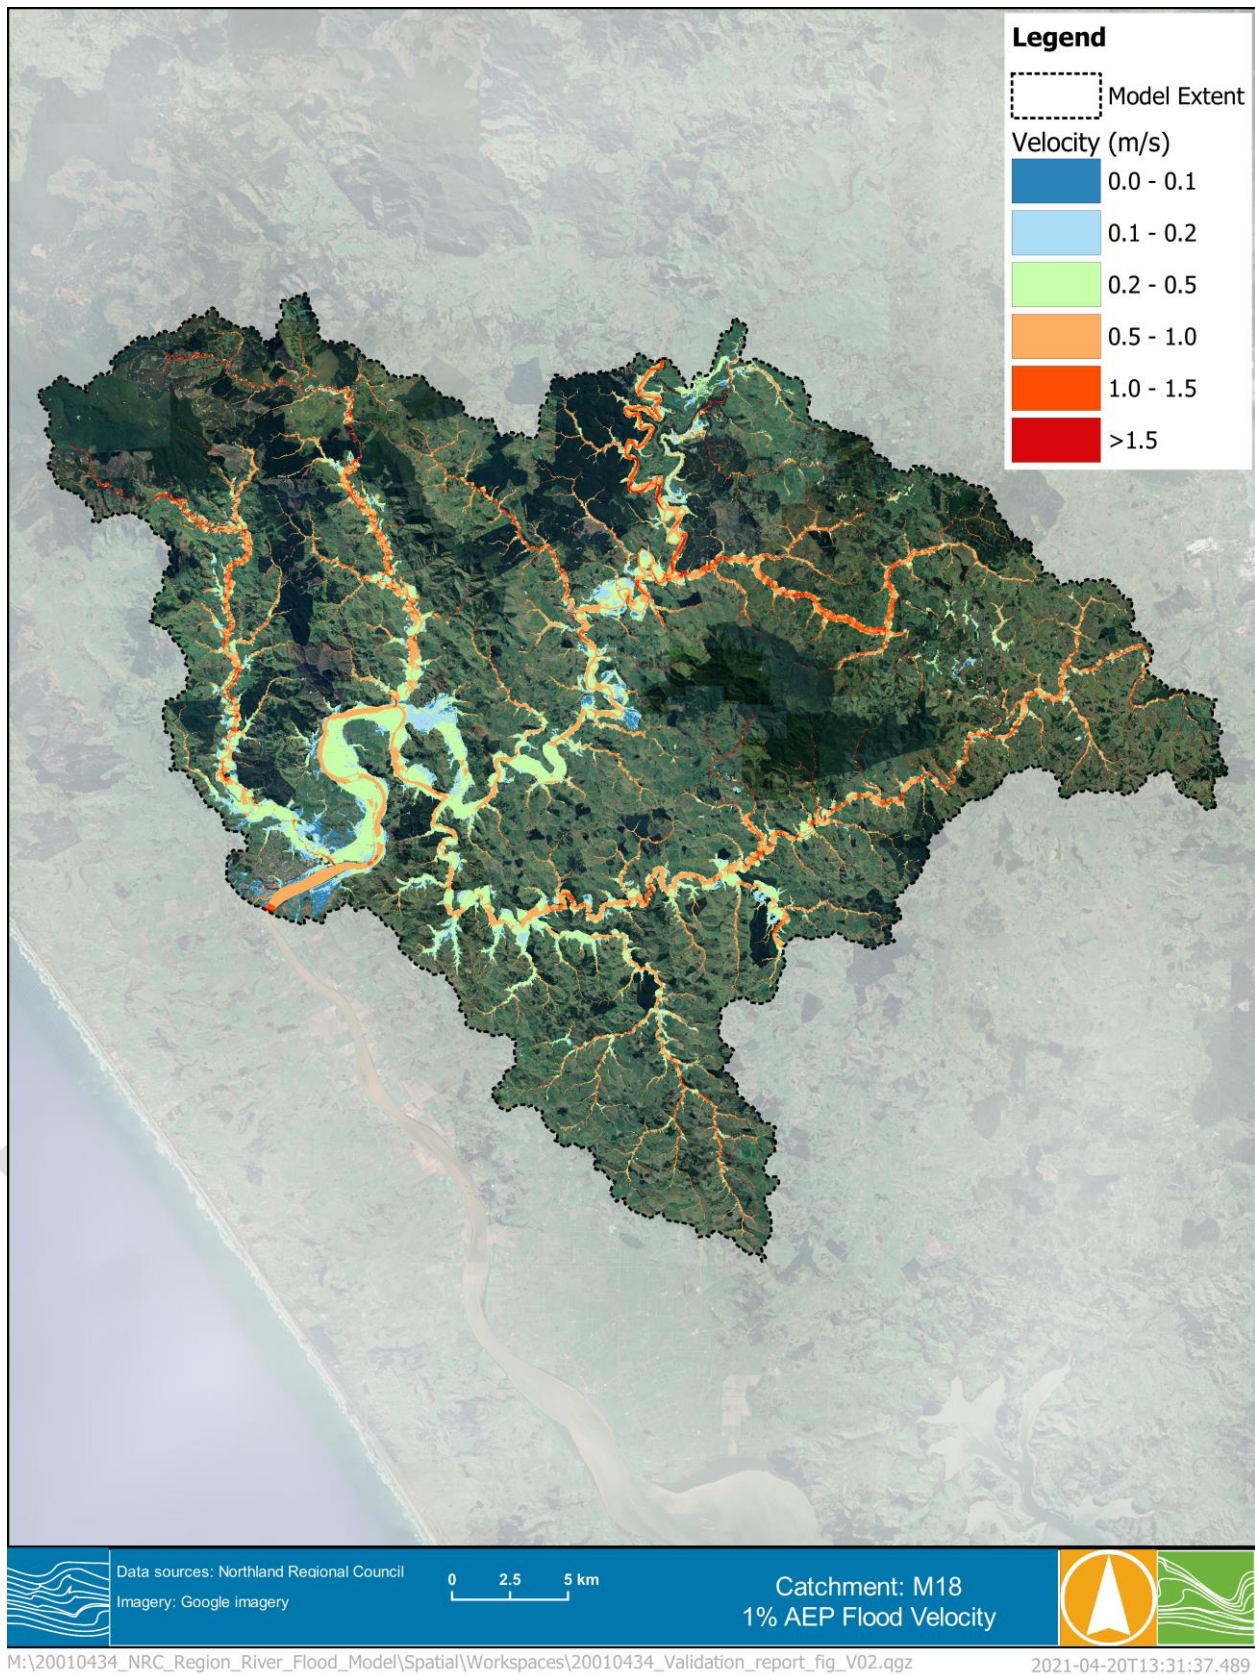 Legend
Model Extent
Velocity (m/s)
0.0 - 0.1
0.1 - 0.2
0.2 - 0.5
0.5 - 1.0
1.0 - 1.5
>1.5
Data sources: Northland Regional Council
Imagery: Google imagery
0 2.5 5 km
Catchment: M18
1% AEP Flood Velocity
M:\20010434_NRC_Region_River_Flood_Model\Spatial\Workspaces\20010434_Validation_report_fig_V02.qgz
2021-04-20T13:31:37.489